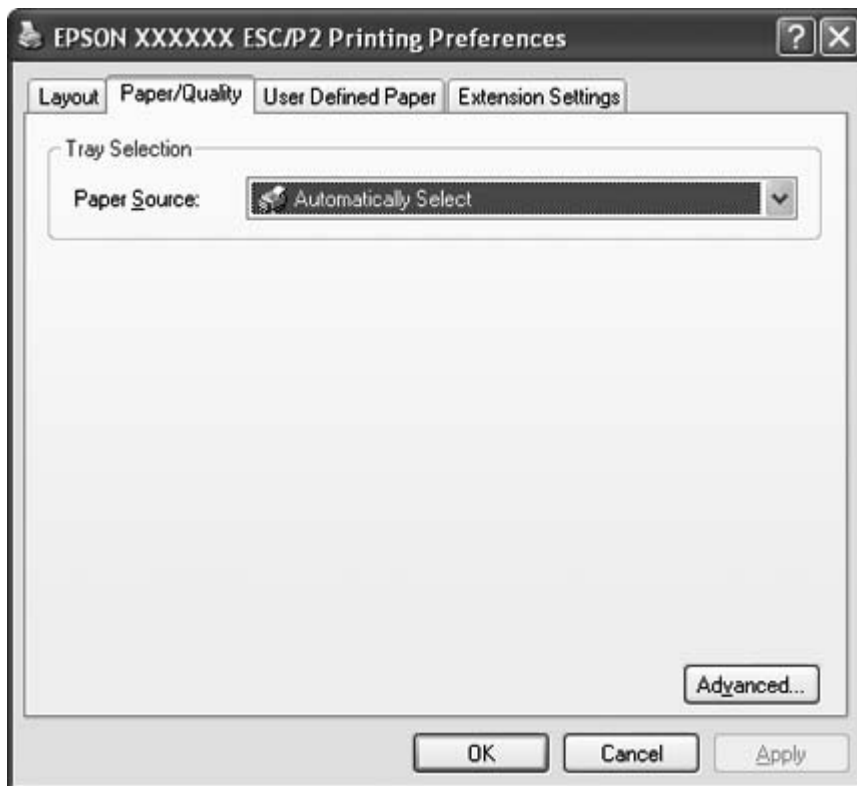 EPSON XXXXXX ESC/P2 Printing Preferences
Layout Paper/Quality User Defined Paper Extension Settings
Tray Selection
Paper Source: Automatically Select
Advanced...
OK Cancel Apply